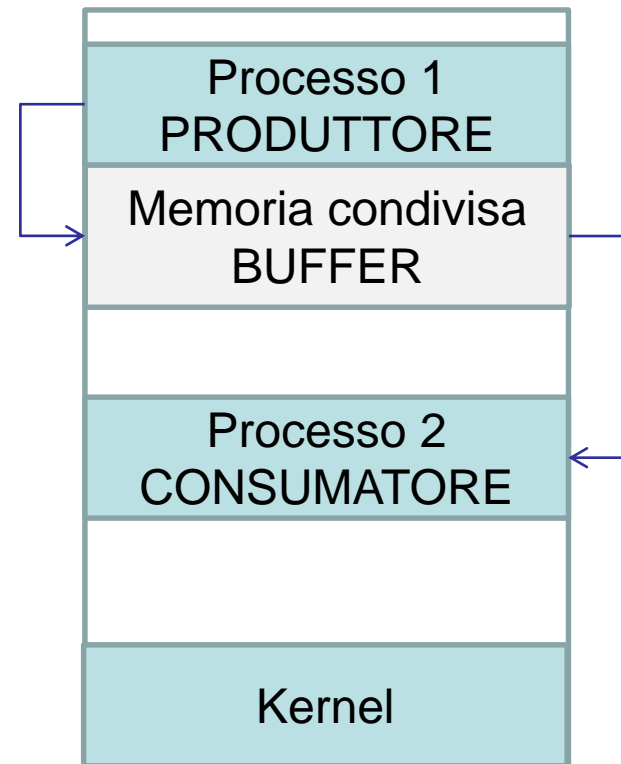 Processo 1
PRODUTTORE
Memoria condivisa
BUFFER
Processo 2
CONSUMATORE
Kernel